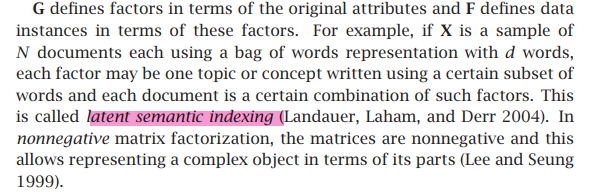 G defines factors in terms of the original attributes and F defines data
instances in terms of these factors. For example, if X is a sample of
N documents each using a bag of words representation with d words,
each factor may be one topic or concept written using a certain subset of
words and each document is a certain combination of such factors. This
is called latent semantic indexing (Landauer, Laham, and Derr 2004). In
nonnegative matrix factorization, the matrices are nonnegative and this
allows representing a complex object in terms of its parts (Lee and Seung
1999).